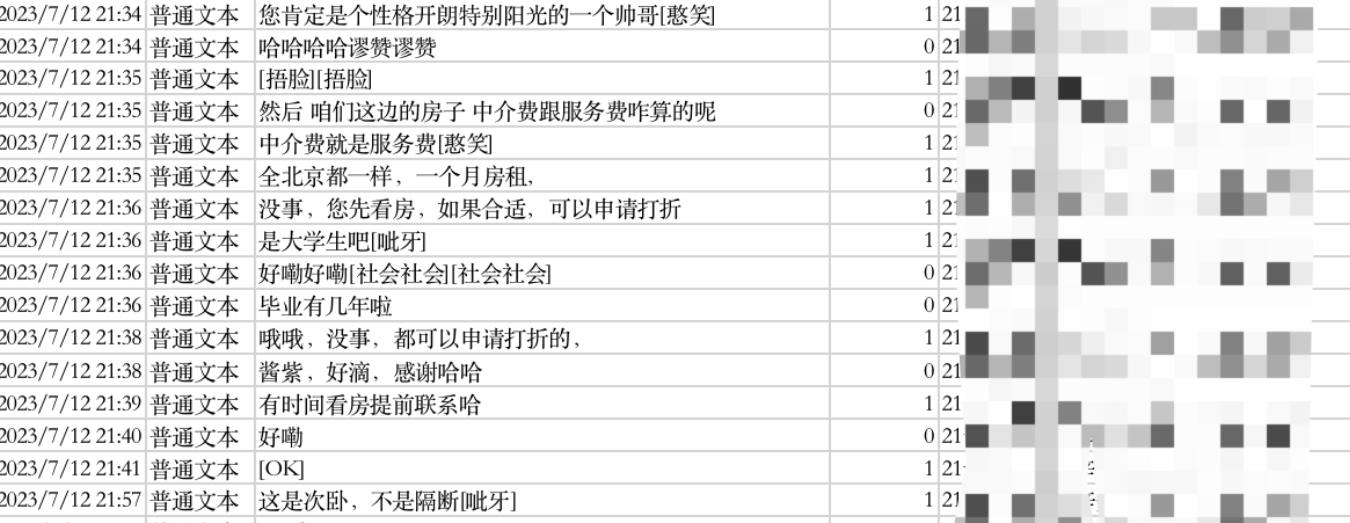 2023/7/12 21:34 普通文本 您肯定是个性格开朗特别阳光的一个帅哥[憨笑] 1 21
2023/7/12 21:34 普通文本 哈哈哈哈谬赞谬赞 0 21
2023/7/12 21:35 普通文本 [捂脸][捂脸] 1 21
2023/7/12 21:35 普通文本 然后 咱们这边的房子 中介费跟服务费咋算的呢 0 21
2023/7/12 21:35 普通文本 中介费就是服务费[憨笑] 1 21
2023/7/12 21:35 普通文本 全北京都一样，一个月房租, 1 21
2023/7/12 21:36 普通文本 没事，您先看房，如果合适，可以申请打折 1 21
2023/7/12 21:36 普通文本 是大学生吧[呲牙] 1 21
2023/7/12 21:36 普通文本 好嘞好嘞[社会社会][社会社会] 0 21
2023/7/12 21:36 普通文本 毕业有几年啦 0 21
2023/7/12 21:38 普通文本 哦哦，没事，都可以申请打折的， 1 21
2023/7/12 21:38 普通文本 酱紫，好滴，感谢哈哈 0 21
2023/7/12 21:39 普通文本 有时间看房提前联系哈 1 21
2023/7/12 21:40 普通文本 好嘞 0 21
2023/7/12 21:41 普通文本 [OK] 1 21
2023/7/12 21:57 普通文本 这是次卧，不是隔断[呲牙] 1 21